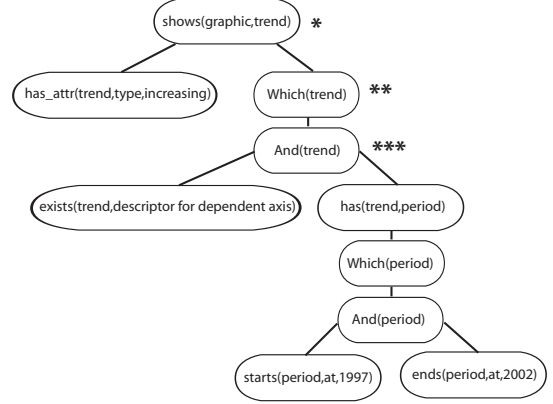 shows(graphic,trend) *
has_attr(trend,type,increasing)
Which(trend) **
And(trend) ***
exists(trend,descriptor for dependent axis)
has(trend,period)
Which(period)
And(period)
starts(period,at,1997)
ends(period,at,2002)